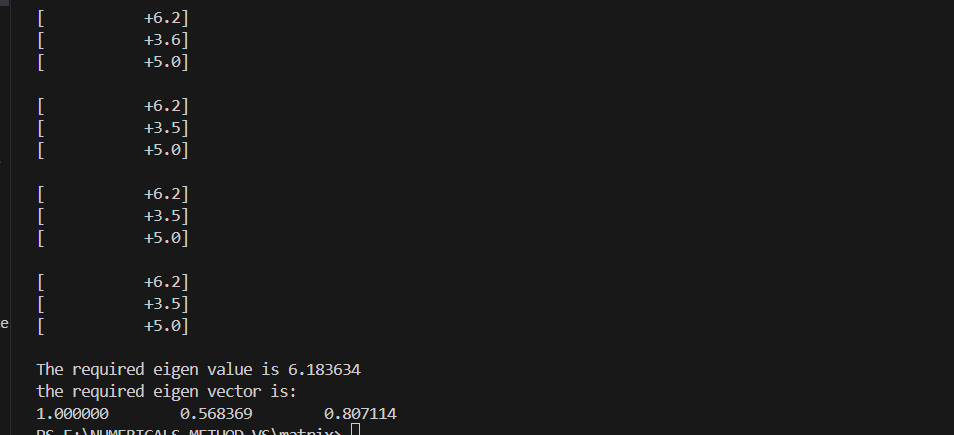 [          +6.2]
[          +3.6]
[          +5.0]
[          +6.2]
[          +3.5]
[          +5.0]
[          +6.2]
[          +3.5]
[          +5.0]
[          +6.2]
[          +3.5]
e
[          +5.0]
The required eigen value is 6.183634
the required eigen vector is:
1.000000       0.568369       0.807114
PS E:\NUMERICALS METHOD VS\matrix>